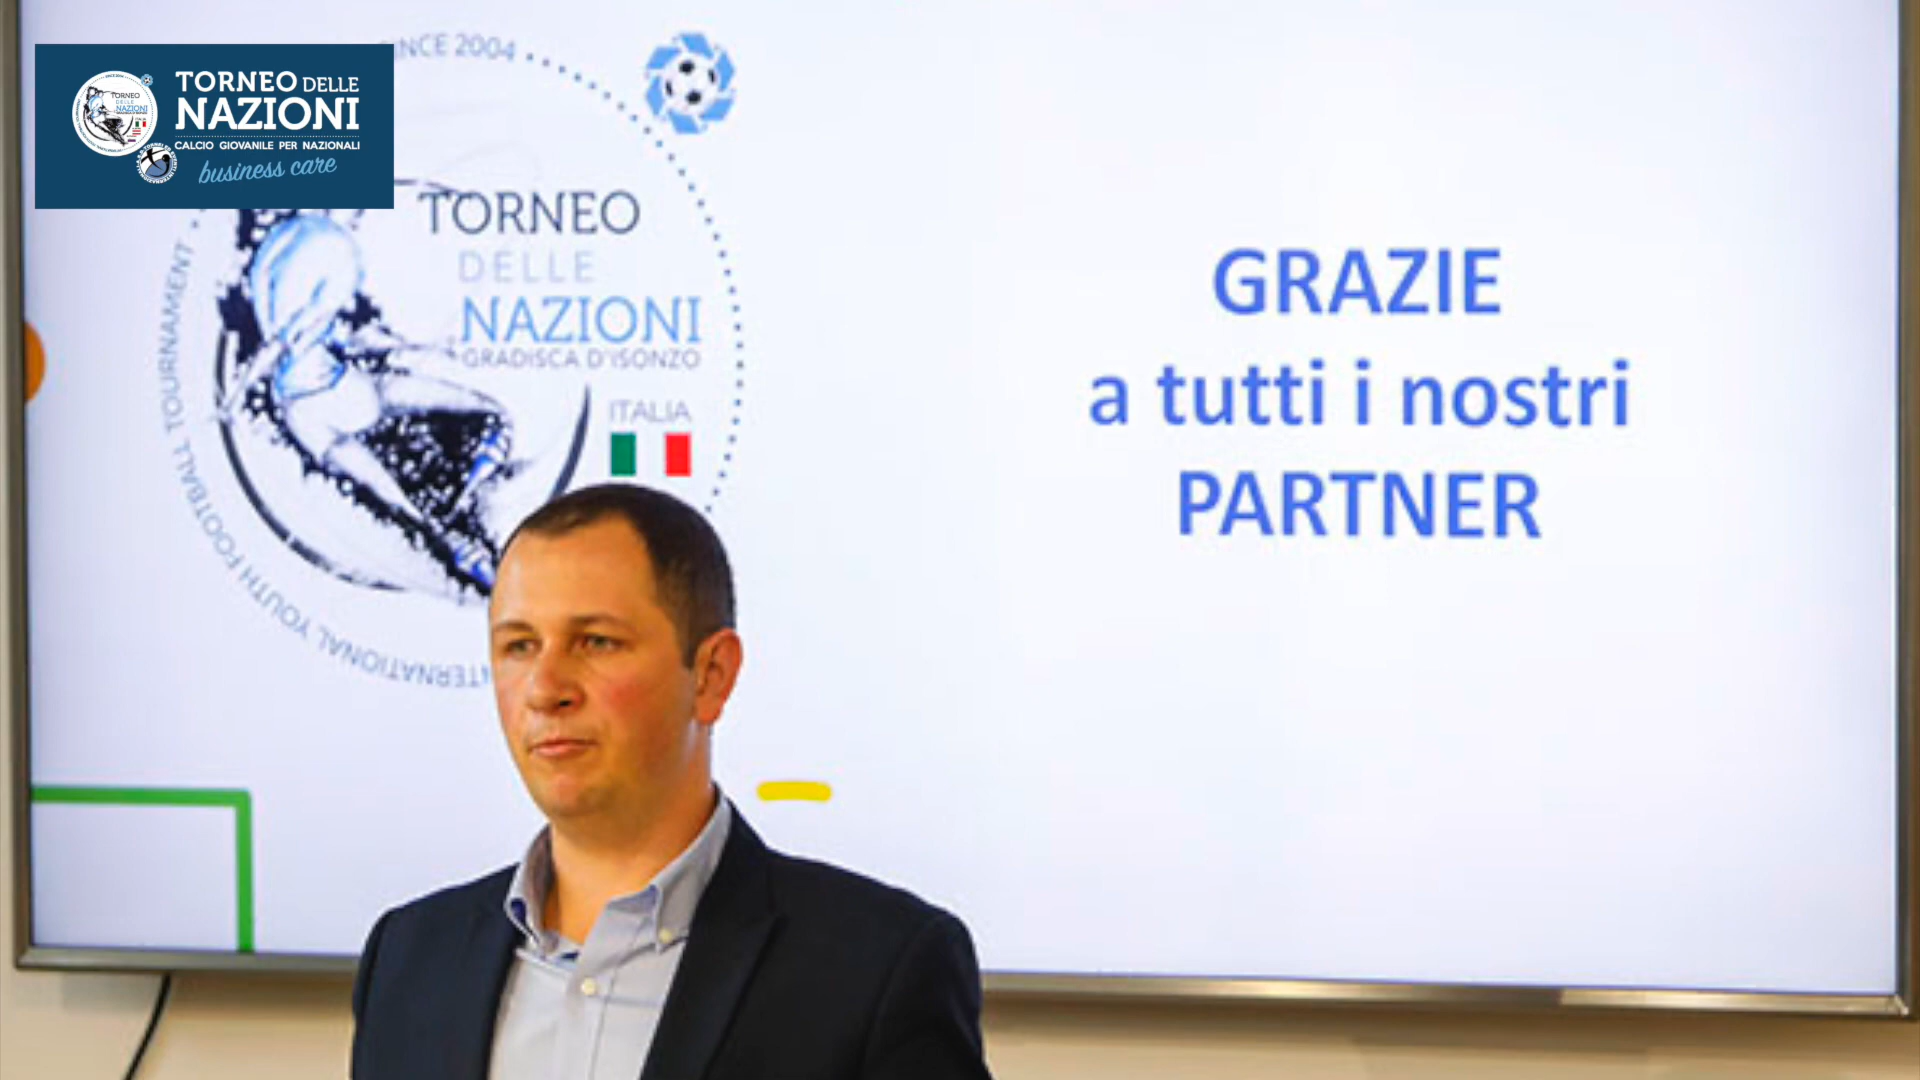 TORNEO DELLE
NAZIONI
CALCIO GIOVANILE PER NAZIONALI
business care
SINCE 2004
TORNEO
DELLE
NAZIONI
GRADISCA D'ISONZO
ITALIA
INTERNATIONAL YOUTH FOOTBALL TOURNAMENT
GRAZIE
a tutti i nostri
PARTNER